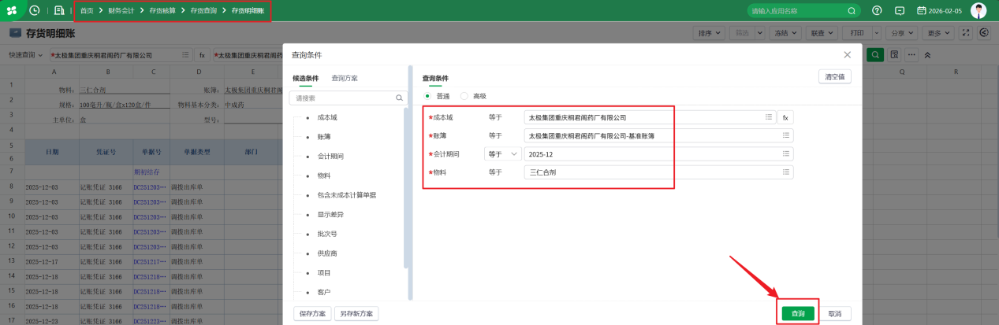 首页 > 财务会计 > 存货核算 > 存货查询 > 存货明细账 请输入应用名称 2026-02-05
存货明细账 排序 筛选 冻结 联查 打印 分享 更多
快速查询 *太极集团重庆桐君阁药厂有限公司 fx *太极集团重庆桐君阁药
A B C D E Q R
1 物料: 三仁合剂 账簿: 太极集团重庆桐君阁
2 规格: 100毫升/瓶/盒x120盒/件 物料基本分类: 中成药
3 主单位: 盒 型号:
4
5 日期 凭证号 单据号 单据类型 部门
6
7 期初结存
8 2025-12-03 记账凭证 3166 DC251203··· 调拨出库单
9 2025-12-03 记账凭证 3166 DC251203··· 调拨出库单
10 2025-12-03 记账凭证 3166 DC251203··· 调拨出库单
11 2025-12-03 记账凭证 3166 DC251203··· 调拨出库单
12 2025-12-03 记账凭证 3166 DC251203··· 调拨出库单
13 2025-12-17 记账凭证 3166 DC251217··· 调拨出库单
14 2025-12-18 记账凭证 3166 DC251218··· 调拨出库单
15 2025-12-18 记账凭证 3166 DC251218··· 调拨出库单
16 2025-12-18 记账凭证 3166 DC251218··· 调拨出库单
17 2025-12-23 记账凭证 3166 DC251223··· 调拨出库单
查询条件
候选条件 查询方案
请搜索
成本域
账簿
会计期间
物料
包含未成本计算单据
显示差异
批次号
供应商
项目
客户
保存方案 另存新方案
查询条件 清空值
普通 高级
*成本域 等于 太极集团重庆桐君阁药厂有限公司 fx
*账簿 等于 太极集团重庆桐君阁药厂有限公司-基准账簿
*会计期间 等于 2025-12
*物料 等于 三仁合剂
查询 取消